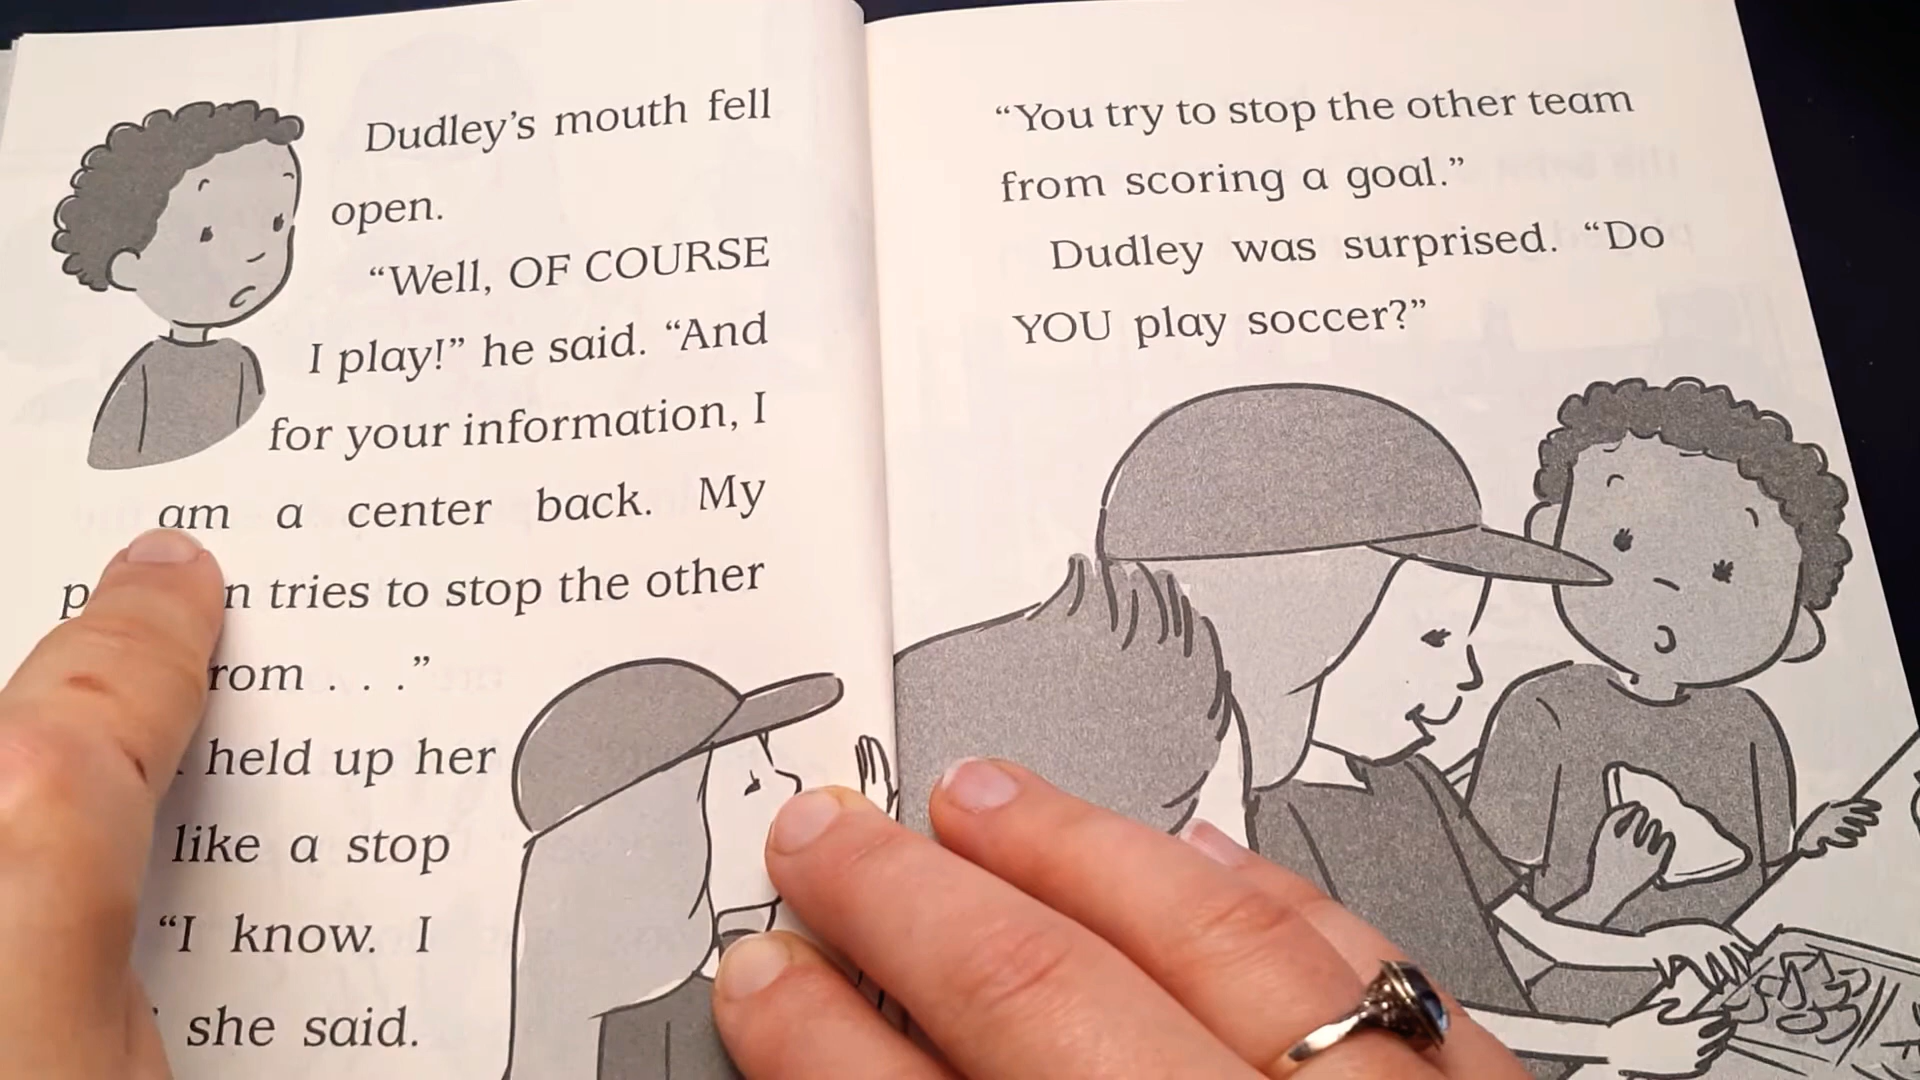 Dudley's mouth fell
open.
“Well, OF COURSE
I play!” he said. “And
for your information, I
am a center back. My
tries to stop the other
. . .”
held up her
like a stop
“I know. I
she said.
“You try to stop the other team
from scoring a goal.”
Dudley was surprised. “Do
YOU play soccer?”